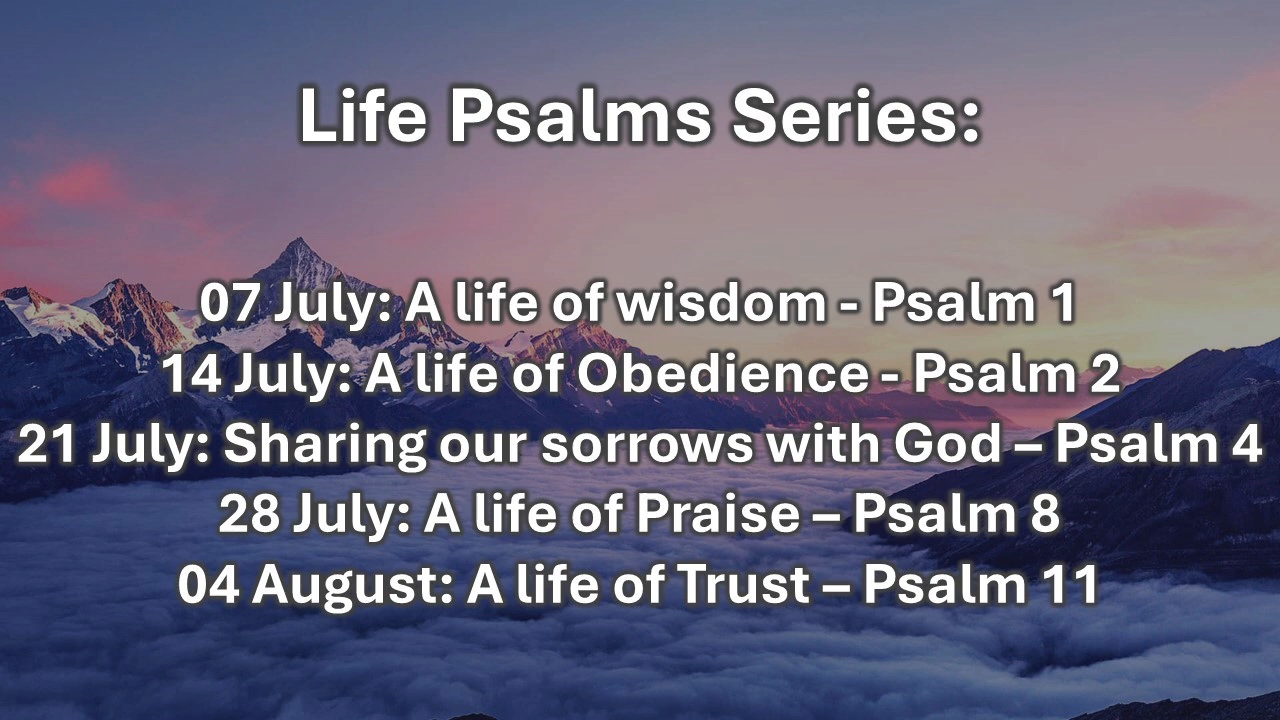 Life Psalms Series:
07 July: A life of wisdom - Psalm 1
14 July: A life of Obedience - Psalm 2
21 July: Sharing our sorrows with God – Psalm 4
28 July: A life of Praise – Psalm 8
04 August: A life of Trust – Psalm 11